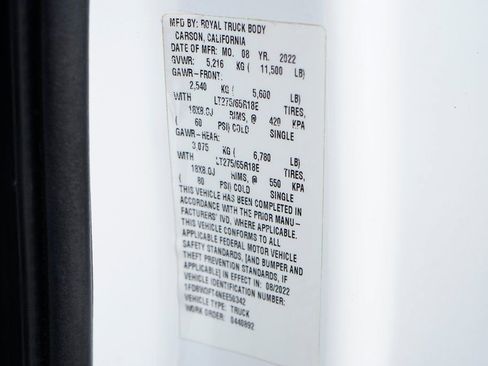 MFD BY: ROYAL TRUCK BODY
CARSON, CALIFORNIA
DATE OF MFR: MO. 08 YR. 2022
GVWR: 5,216 KG ( 11,500 LB)
GAWR-FRONT:
2,540 KG ( 5,600 LB)
WITH LT275/65R18E TIRES,
18X8.0J RIMS, @ 420 KPA
( 60 PSI) COLD SINGLE
GAWR-REAR:
3,075 KG ( 6,780 LB)
WITH LT275/65R18E TIRES,
18X8.0J RIMS, @ 550 KPA
( 80 PSI) COLD SINGLE
THIS VEHICLE HAS BEEN COMPLETED IN
ACCORDANCE WITH THE PRIOR MANU-
FACTURERS' IVD, WHERE APPLICABLE.
THIS VEHICLE CONFORMS TO ALL
APPLICABLE FEDERAL MOTOR VEHICLE
SAFETY STANDARDS, [AND BUMPER AND
THEFT PREVENTION STANDARDS, IF
APPLICABLE] IN EFFECT IN: 08/2022
VEHICLE IDENTIFICATION NUMBER:
VEHICLE TYPE: TRUCK
WORK ORDER: 0440892